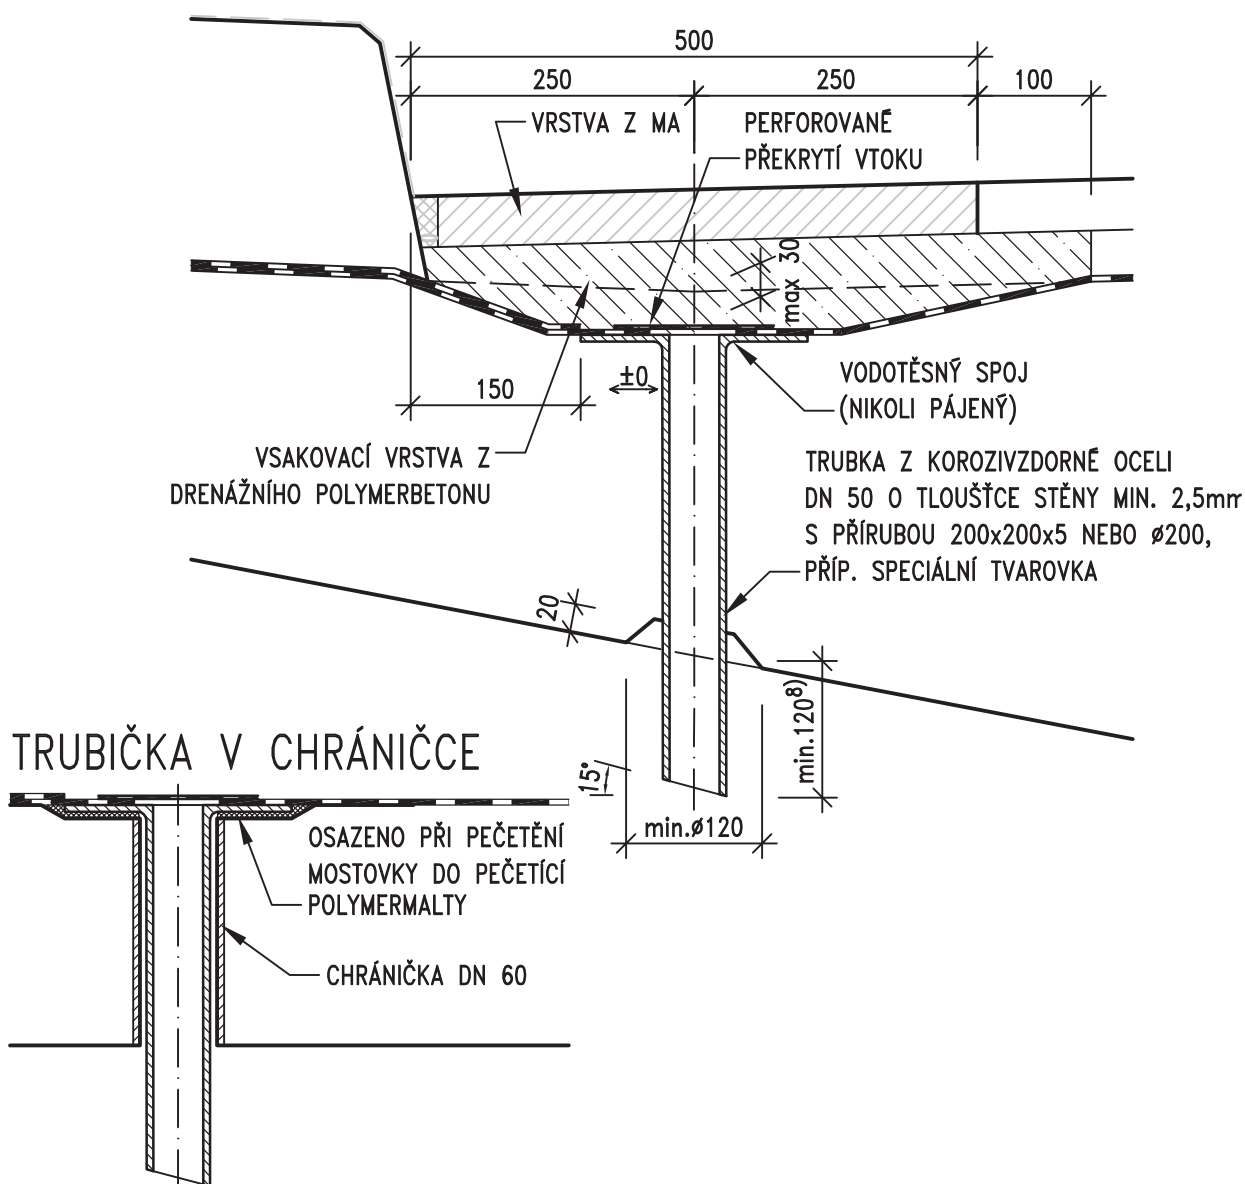 500
250
250
100
VRSTVA Z MA
PERFOROVANÉ
PŘEKRYTÍ VTOKU
max 30
±0
150
VODOTĚSNÝ SPOJ
(NIKOLI PÁJENÝ)
VSAKOVACÍ VRSTVA Z
DRENÁŽNÍHO POLYMERBETONU
TRUBKA Z KOROZIVZDORNÉ OCELI
DN 50 O TLOUŠŤCE STĚNY MIN. 2,5mm
S PŘÍRUBOU 200x200x5 NEBO ø200,
PŘÍP. SPECIÁLNÍ TVAROVKA
20
min.120⁸⁾
15°
min.ø120
TRUBIČKA V CHRÁNIČCE
OSAZENO PŘI PEČETĚNÍ
MOSTOVKY DO PEČETÍCÍ
POLYMERMALTY
CHRÁNIČKA DN 60